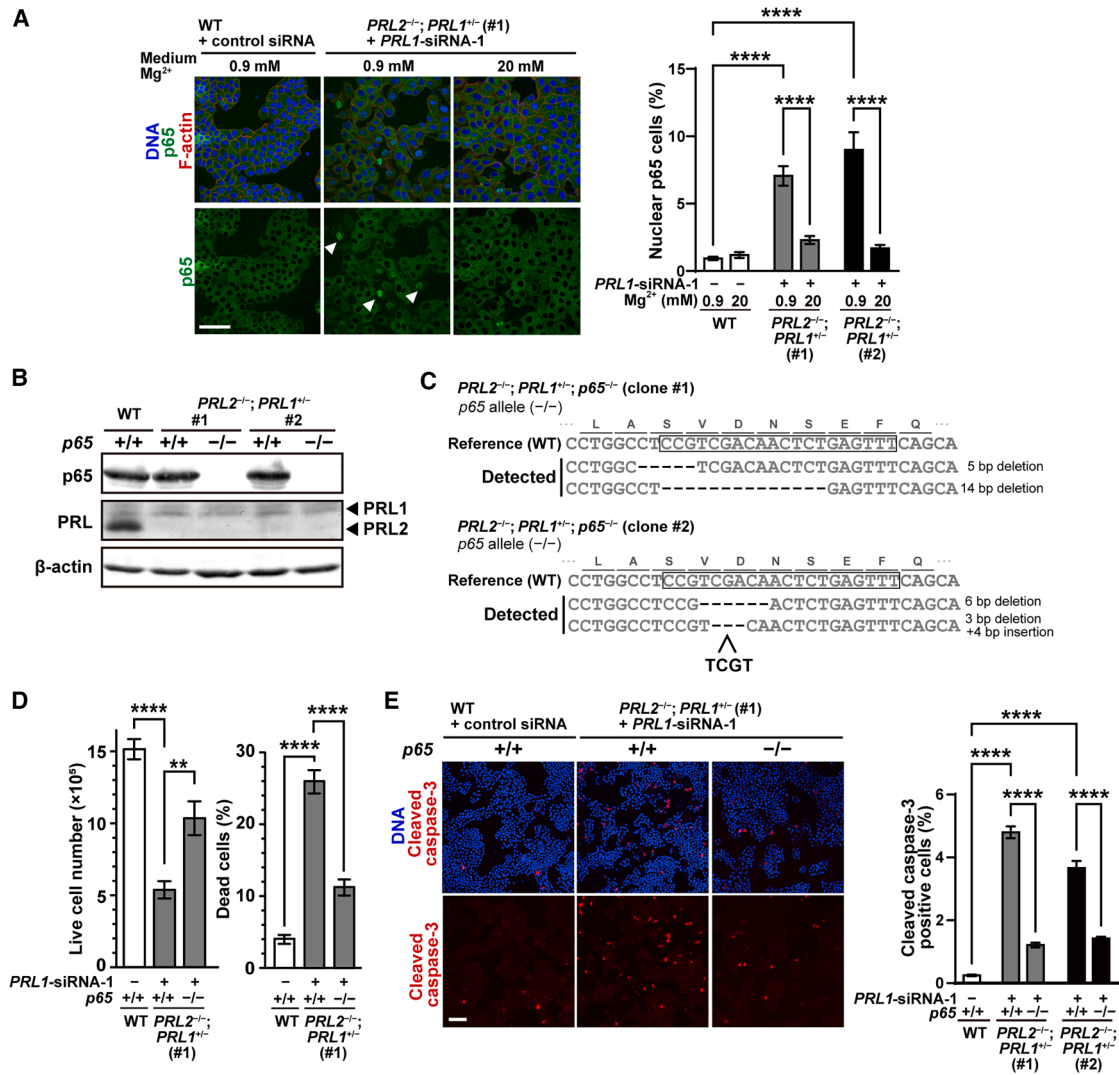 A
WT
+ control siRNA
PRL2–/–; PRL1+/– (#1)
+ PRL1-siRNA-1
Medium
Mg2+
0.9 mM
0.9 mM
20 mM
DNA
p65
F-actin
p65
Nuclear p65 cells (%)
15
10
5
0
****
****
****
****
PRL1-siRNA-1
– – + + + +
Mg2+ (mM)
0.9 20 0.9 20 0.9 20
WT
PRL2–/–;
PRL1+/–
(#1)
PRL2–/–;
PRL1+/–
(#2)
B
WT
PRL2–/–; PRL1+/–
#1 #2
p65 +/+ +/+ –/– +/+ –/–
p65
PRL
PRL1
PRL2
β-actin
C
PRL2–/–; PRL1+/–; p65–/– (clone #1)
p65 allele (–/–)
··· L A S V D N S E F Q ···
Reference (WT) CCTGGCCTCCGTCGACAACTCTGAGTTTCAGCA
Detected
CCTGGC-----TCGACAACTCTGAGTTTCAGCA 5 bp deletion
CCTGGCCT--------------GAGTTTCAGCA 14 bp deletion
PRL2–/–; PRL1+/–; p65–/– (clone #2)
p65 allele (–/–)
··· L A S V D N S E F Q ···
Reference (WT) CCTGGCCTCCGTCGACAACTCTGAGTTTCAGCA
Detected
CCTGGCCTCCG------ACTCTGAGTTTCAGCA 6 bp deletion
CCTGGCCTCCGT---CAACTCTGAGTTTCAGCA 3 bp deletion
+4 bp insertion
TCGT
D
Live cell number (×10⁵)
15
10
5
0
****
**
PRL1-siRNA-1 – + +
p65 +/+ +/+ –/–
WT
PRL2–/–;
PRL1+/–
(#1)
Dead cells (%)
30
20
10
0
****
****
– + +
+/+ +/+ –/–
WT
PRL2–/–;
PRL1+/–
(#1)
E
WT
+ control siRNA
PRL2–/–; PRL1+/– (#1)
+ PRL1-siRNA-1
p65 +/+ +/+ –/–
DNA
Cleaved
caspase-3
Cleaved
caspase-3
Cleaved caspase-3
positive cells (%)
6
4
2
0
****
****
****
****
PRL1-siRNA-1 – + + + +
p65 +/+ +/+ –/– +/+ –/–
WT
PRL2–/–;
PRL1+/–
(#1)
PRL2–/–;
PRL1+/–
(#2)